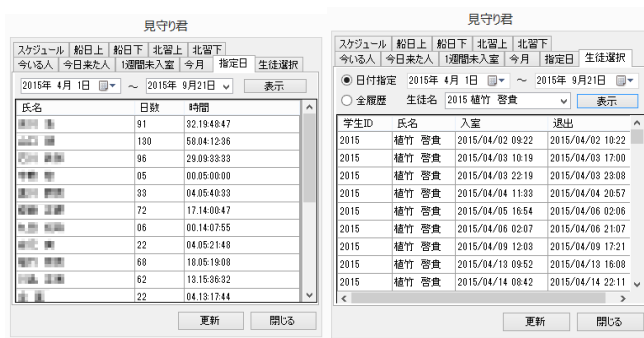 見守り君
スケジュール 船日上 船日下 北習上 北習下
今いる人 今日来た人 1週間未入室 今月 指定日 生徒選択
2015年 4月 1日 ～ 2015年 9月21日 表示
氏名 日数 時間
91 32.19:48:47
130 58.04:12:36
96 29.09:33:33
05 00.05:00:00
33 04.05:40:33
72 17.14:00:47
06 00.14:07:55
22 04.05:21:48
68 18.05:19:08
62 13.15:36:32
22 04.13:17:44
更新 閉じる
見守り君
スケジュール 船日上 船日下 北習上 北習下
今いる人 今日来た人 1週間未入室 今月 指定日 生徒選択
日付指定 2015年 4月 1日 ～ 2015年 9月21日
全履歴 生徒名 2015 植竹 啓貴 表示
学生ID 氏名 入室 退出
2015 植竹 啓貴 2015/04/02 09:22 2015/04/02 10:22
2015 植竹 啓貴 2015/04/03 10:19 2015/04/03 17:00
2015 植竹 啓貴 2015/04/03 22:19 2015/04/03 23:08
2015 植竹 啓貴 2015/04/04 11:33 2015/04/04 20:57
2015 植竹 啓貴 2015/04/05 16:54 2015/04/06 02:06
2015 植竹 啓貴 2015/04/06 02:07 2015/04/06 21:07
2015 植竹 啓貴 2015/04/09 12:03 2015/04/09 17:21
2015 植竹 啓貴 2015/04/13 09:52 2015/04/13 16:08
2015 植竹 啓貴 2015/04/14 08:42 2015/04/14 22:11
更新 閉じる